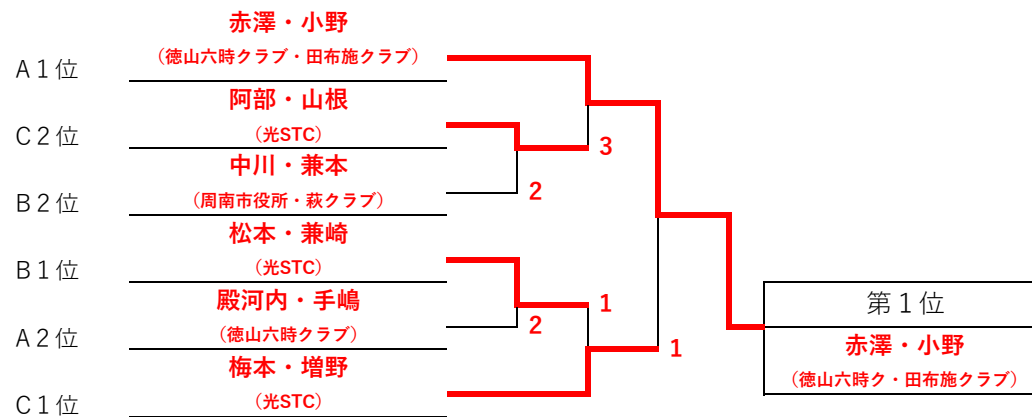 赤澤・小野
A1位
(徳山六時クラブ・田布施クラブ)
阿部・山根
C2位
(光STC)
3
中川・兼本
B2位
(周南市役所・萩クラブ)
2
松本・兼崎
B1位
(光STC)
殿河内・手嶋
1
第1位
A2位
(徳山六時クラブ)
2
梅本・増野
1
赤澤・小野
C1位
(光STC)
(徳山六時ク・田布施クラブ)